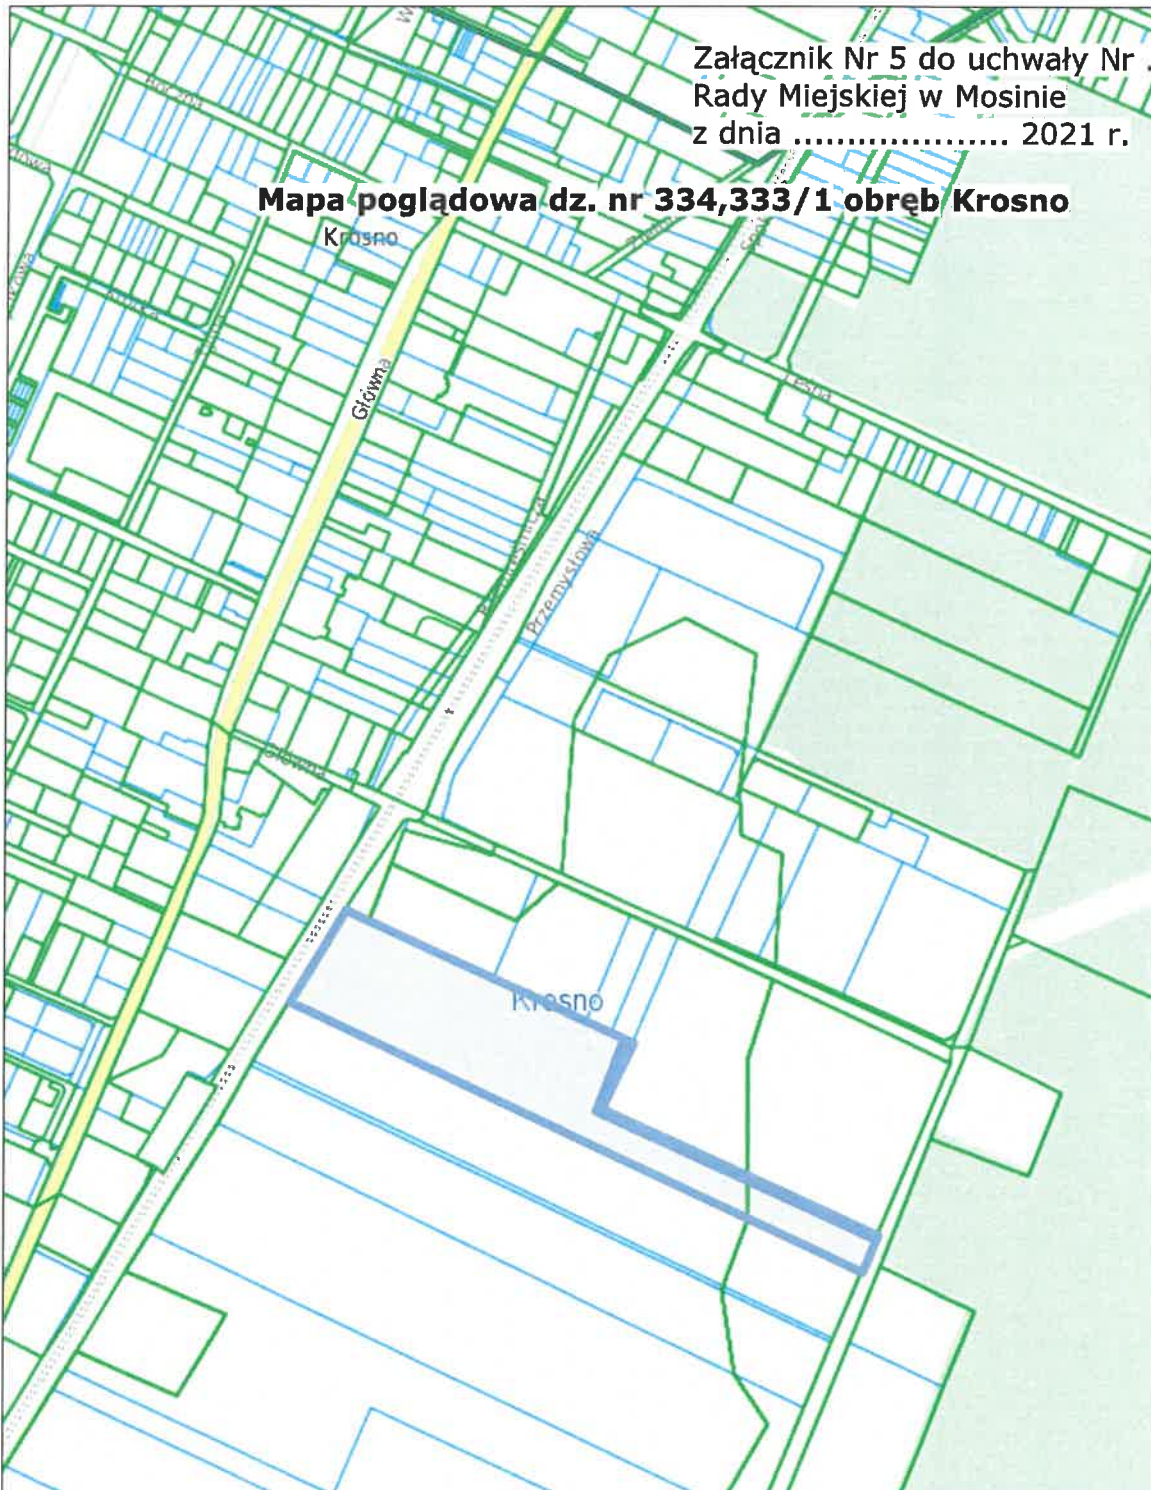 Załącznik Nr 5 do uchwały Nr .
Rady Miejskiej w Mosinie
z dnia .................... 2021 r.
Mapa poglądowa dz. nr 334,333/1 obręb Krosno
Krosno
Główna
Leśna
Przemysłowa
Główna
Krosno